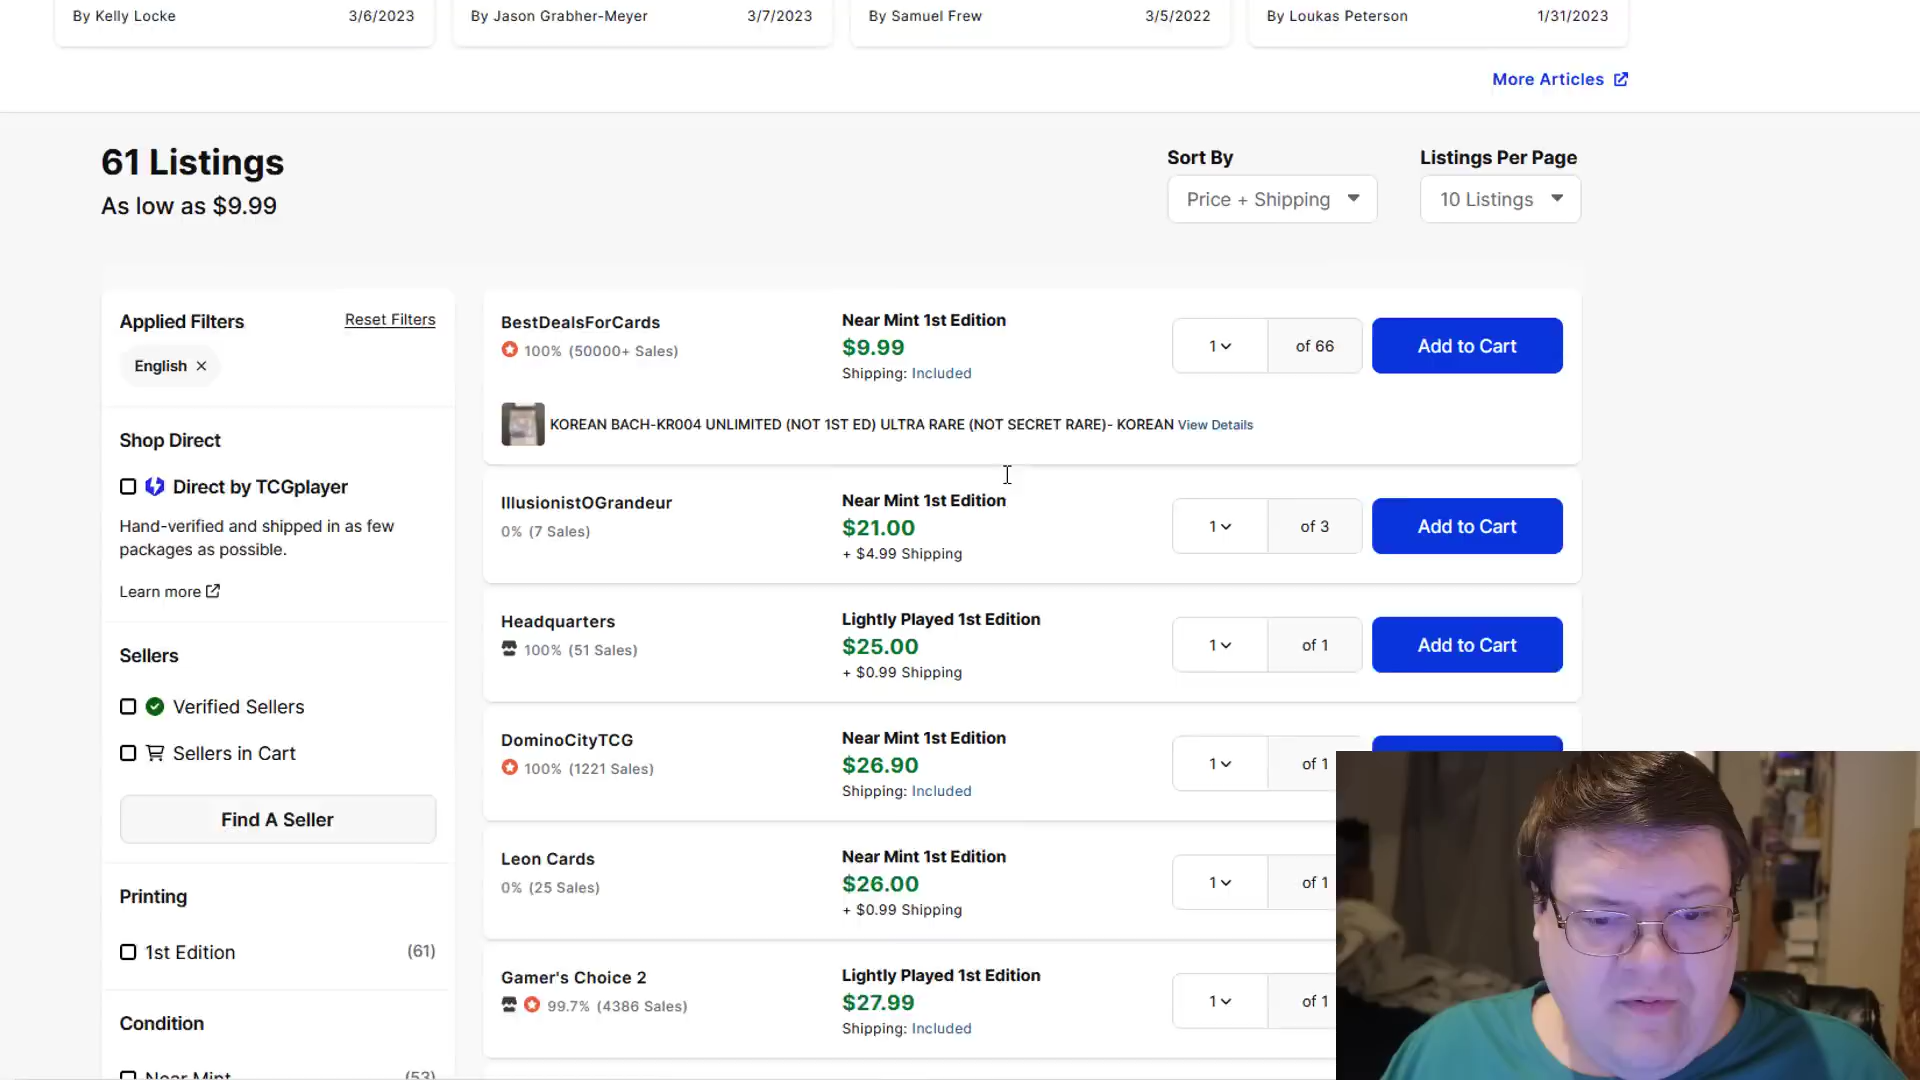 By Kelly Locke 3/6/2023
By Jason Grabher-Meyer 3/7/2023
By Samuel Frew 3/5/2022
By Loukas Peterson 1/31/2023
More Articles
61 Listings
As low as $9.99
Sort By
Price + Shipping
Listings Per Page
10 Listings
Applied Filters
Reset Filters
English
Shop Direct
Direct by TCGplayer
Hand-verified and shipped in as few
packages as possible.
Learn more
Sellers
Verified Sellers
Sellers in Cart
Find A Seller
Printing
1st Edition (61)
Condition
Near Mint (53)
BestDealsForCards
100% (50000+ Sales)
Near Mint 1st Edition
$9.99
Shipping: Included
1 of 66
Add to Cart
KOREAN BACH-KR004 UNLIMITED (NOT 1ST ED) ULTRA RARE (NOT SECRET RARE)- KOREAN View Details
IllusionistOGrandeur
0% (7 Sales)
Near Mint 1st Edition
$21.00
+ $4.99 Shipping
1 of 3
Add to Cart
Headquarters
100% (51 Sales)
Lightly Played 1st Edition
$25.00
+ $0.99 Shipping
1 of 1
Add to Cart
DominoCityTCG
100% (1221 Sales)
Near Mint 1st Edition
$26.90
Shipping: Included
1 of 1
Leon Cards
0% (25 Sales)
Near Mint 1st Edition
$26.00
+ $0.99 Shipping
1 of 1
Gamer's Choice 2
99.7% (4386 Sales)
Lightly Played 1st Edition
$27.99
Shipping: Included
1 of 1